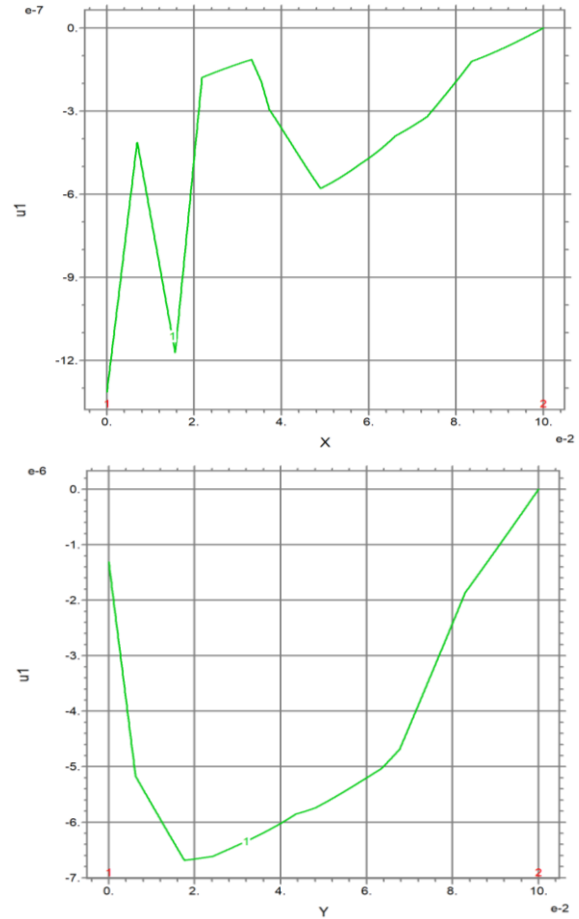 e-7
0.
-3.
-6.
u1
-9.
1
-12.
1 2
0. 2. 4. 6. 8. 10.
X
e-2
e-6
0.
-1.
-2.
-3.
u1
-4.
-5.
-6.
1
-7.
1 2
0. 2. 4. 6. 8. 10.
Y
e-2